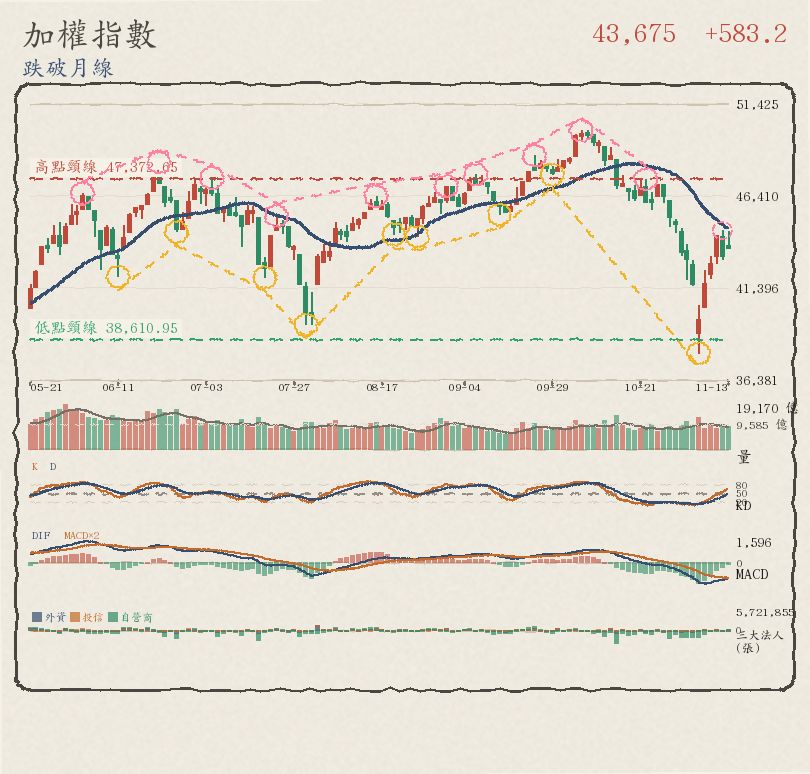 加權指數
43,675 +583.2
跌破月線
51,425
高點頸線 47,372.65
46,410
41,396
低點頸線 38,610.95
36,381
05-21 06-11 07-03 07-27 08-17 09-04 09-29 10-21 11-13
19,170 億
9,585 億
量
K D
80
50
KD
DIF MACD×2
1,596
0
MACD
外資 投信 自營商
5,721,855
0
三大法人
(張)